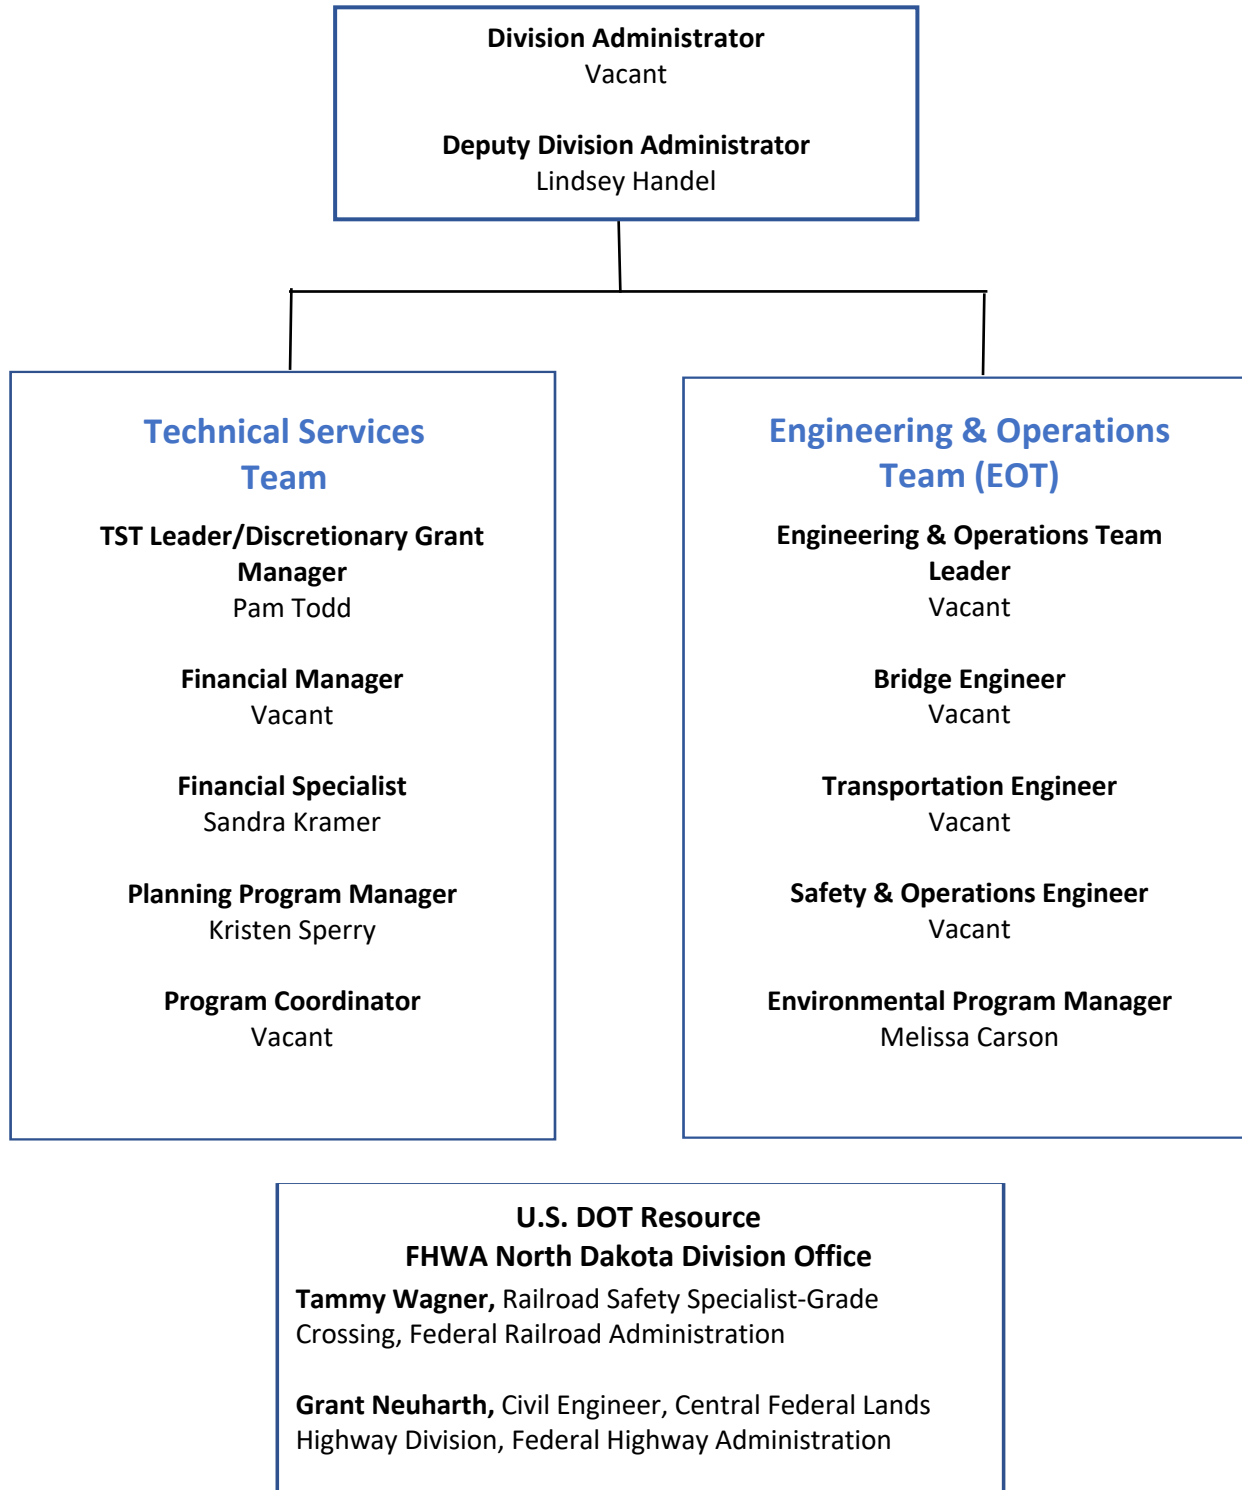 Division Administrator
Vacant
Deputy Division Administrator
Lindsey Handel
Technical Services
Team
TST Leader/Discretionary Grant
Manager
Pam Todd
Financial Manager
Vacant
Financial Specialist
Sandra Kramer
Planning Program Manager
Kristen Sperry
Program Coordinator
Vacant
Engineering & Operations
Team (EOT)
Engineering & Operations Team
Leader
Vacant
Bridge Engineer
Vacant
Transportation Engineer
Vacant
Safety & Operations Engineer
Vacant
Environmental Program Manager
Melissa Carson
U.S. DOT Resource
FHWA North Dakota Division Office
Tammy Wagner, Railroad Safety Specialist-Grade
Crossing, Federal Railroad Administration
Grant Neuharth, Civil Engineer, Central Federal Lands
Highway Division, Federal Highway Administration